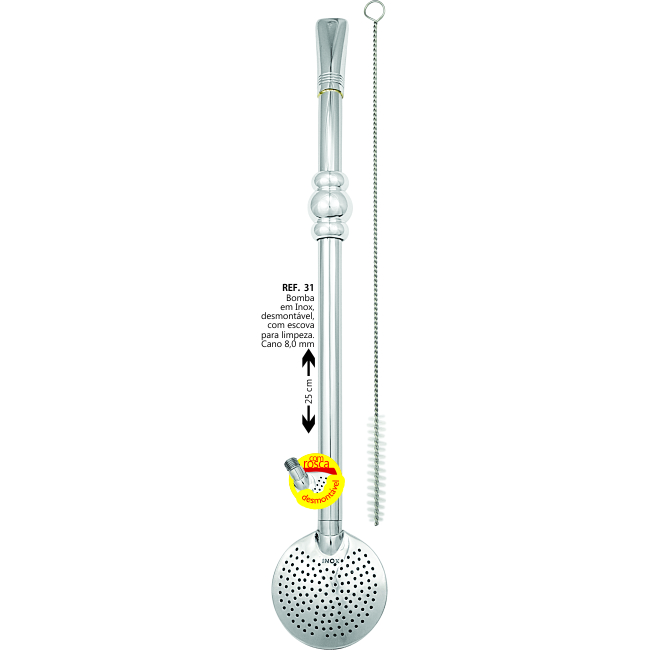 REF. 31
Bomba
em Inox,
desmontável,
com escova
para limpeza.
Cano 8,0 mm
25 cm
com
rosca
desmontável
INOX